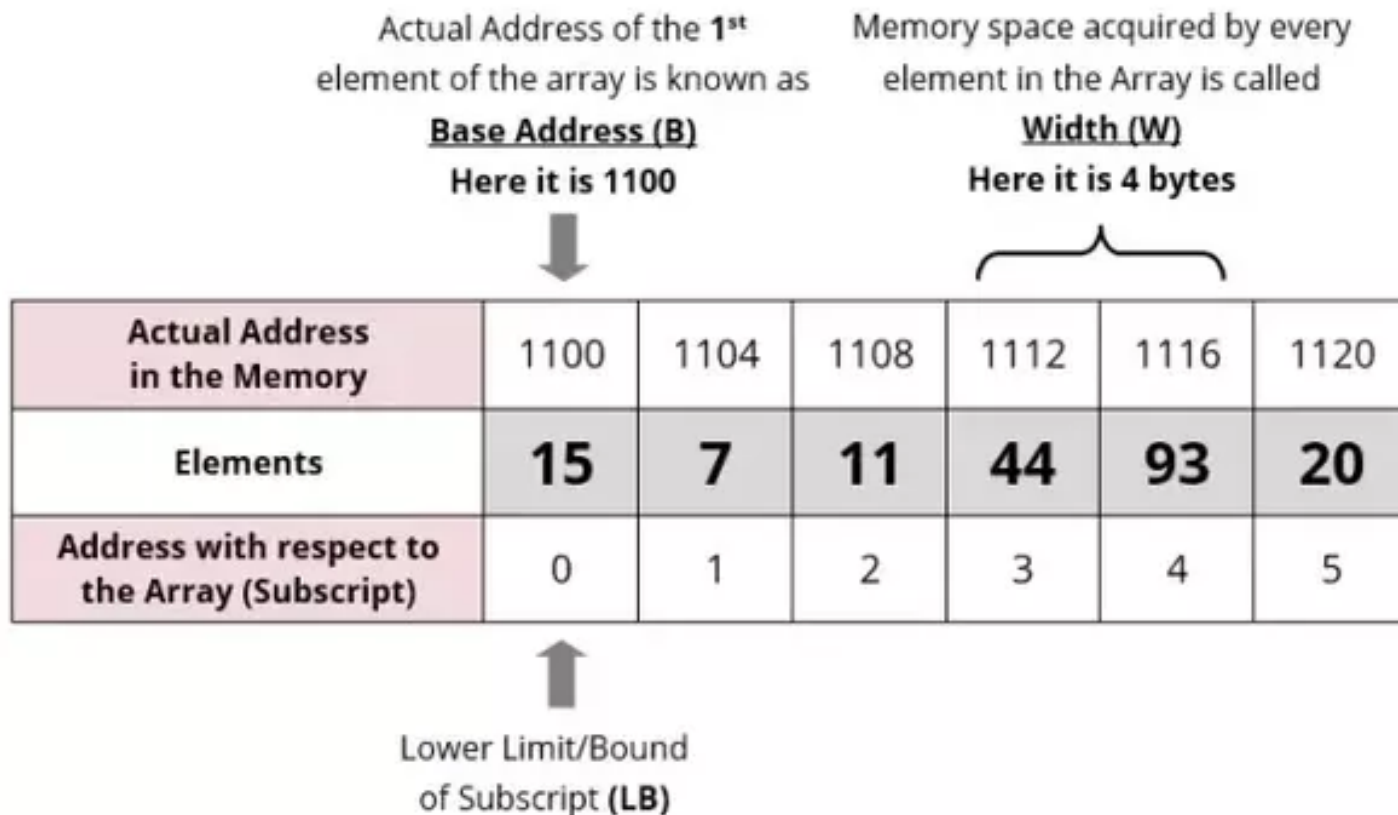 Actual Address of the 1st
element of the array is known as
Base Address (B)
Here it is 1100
Memory space acquired by every
element in the Array is called
Width (W)
Here it is 4 bytes
Actual Address
in the Memory
1100 1104 1108 1112 1116 1120
Elements
15 7 11 44 93 20
Address with respect to
the Array (Subscript)
0 1 2 3 4 5
Lower Limit/Bound
of Subscript (LB)